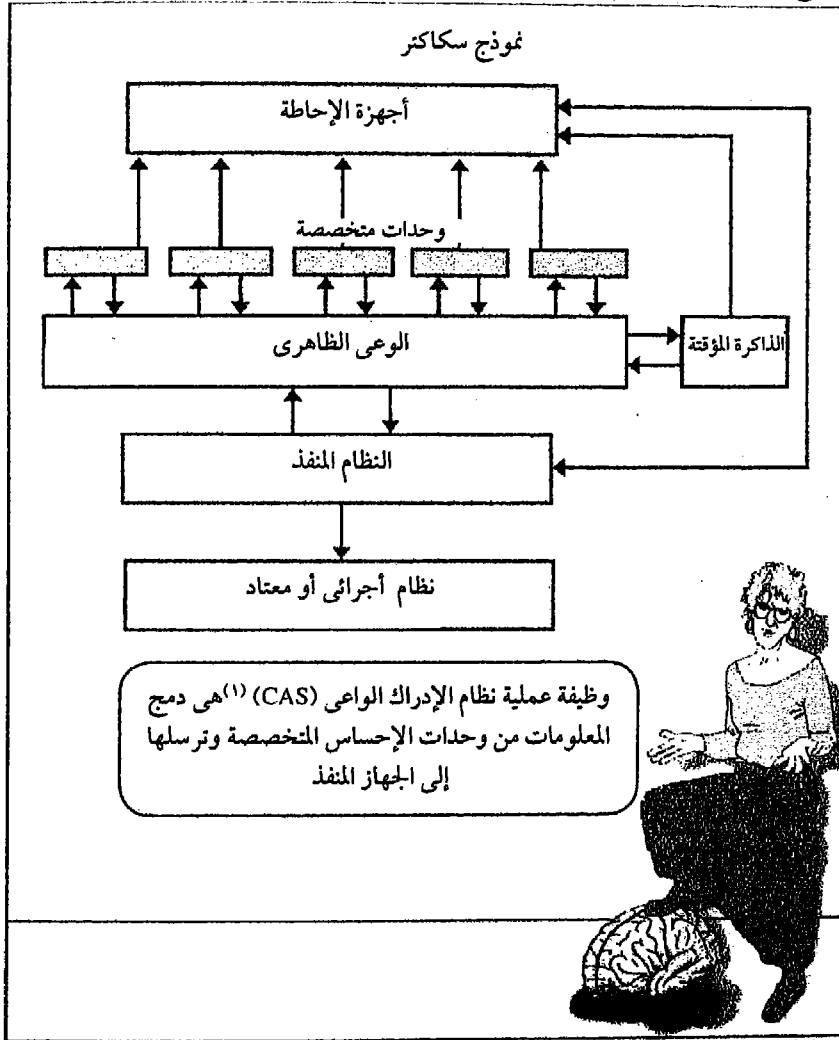 نموذج سكاكتر
أجهزة الإحاطة
وحدات متخصصة
الوعى الظاهرى
الذاكرة المؤقتة
النظام المنفذ
نظام أجرائى أو معتاد
وظيفة عملية نظام الإدراك الواعى (CAS) (١) هى دمج
المعلومات من وحدات الإحساس المتخصصة وترسلها
إلى الجهاز المنفذ